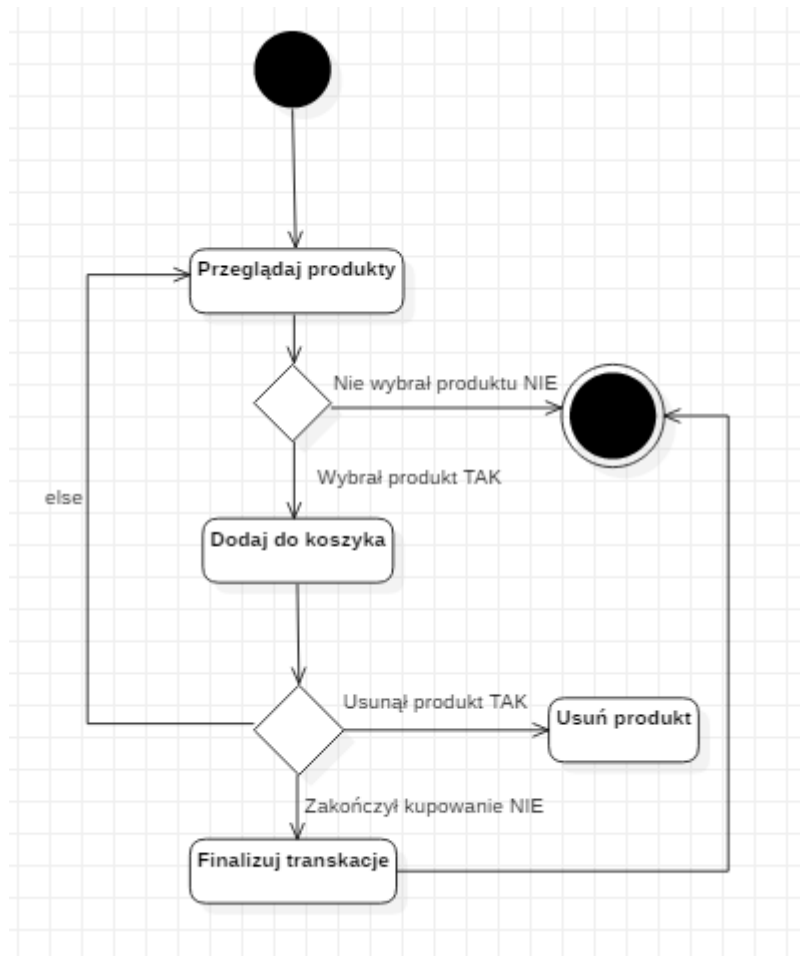 Przeglądaj produkty
Nie wybrał produktu NIE
Wybrał produkt TAK
else
Dodaj do koszyka
Usunął produkt TAK
Usuń produkt
Zakończył kupowanie NIE
Finalizuj transkacje